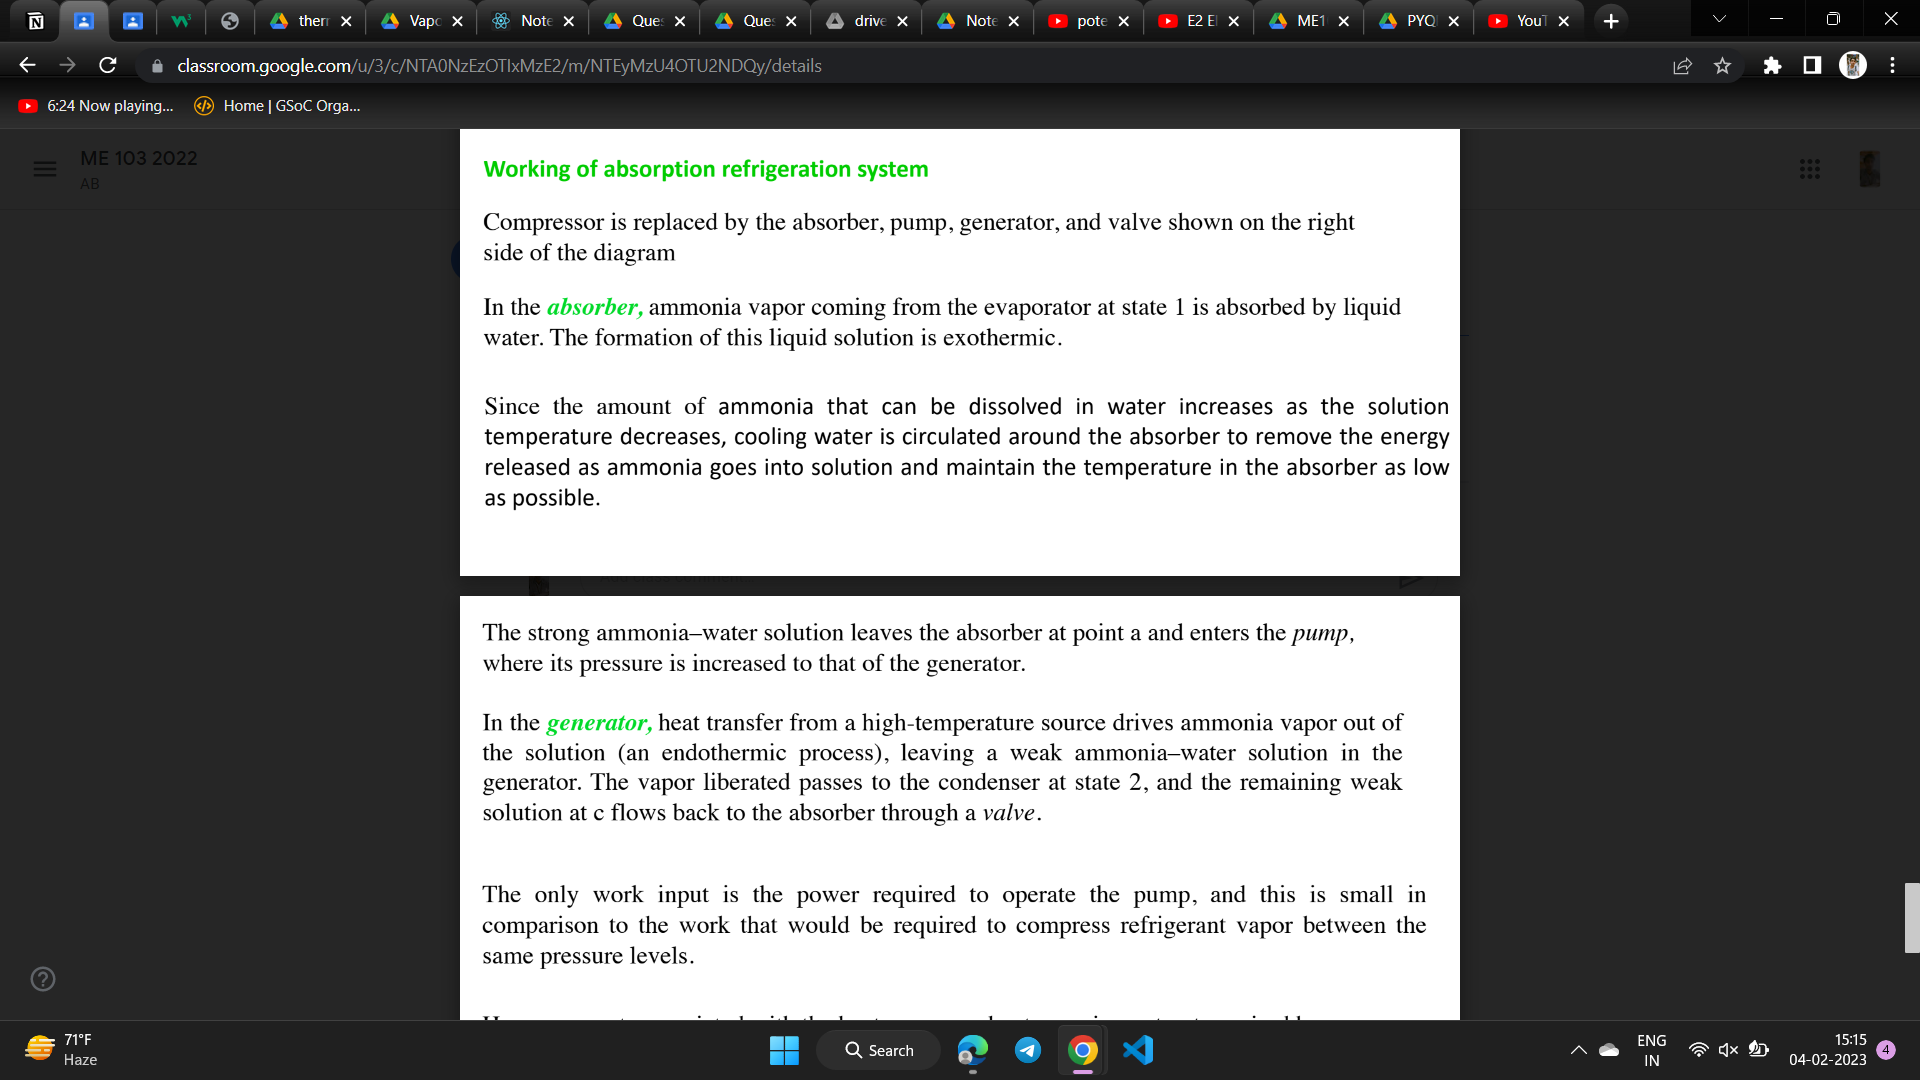 ther
Vapc
Note
Ques
Ques
drive
Note
pote
E2 El
ME1
PYQ
YouT
classroom.google.com/u/3/c/NTA0NzEzOTIxMzE2/m/NTEyMzU4OTU2NDQy/details
6:24 Now playing...
Home | GSoC Orga...
ME 103 2022
AB
Working of absorption refrigeration system
Compressor is replaced by the absorber, pump, generator, and valve shown on the right
side of the diagram
In the absorber, ammonia vapor coming from the evaporator at state 1 is absorbed by liquid
water. The formation of this liquid solution is exothermic.
Since the amount of ammonia that can be dissolved in water increases as the solution
temperature decreases, cooling water is circulated around the absorber to remove the energy
released as ammonia goes into solution and maintain the temperature in the absorber as low
as possible.
The strong ammonia–water solution leaves the absorber at point a and enters the pump,
where its pressure is increased to that of the generator.
In the generator, heat transfer from a high-temperature source drives ammonia vapor out of
the solution (an endothermic process), leaving a weak ammonia–water solution in the
generator. The vapor liberated passes to the condenser at state 2, and the remaining weak
solution at c flows back to the absorber through a valve.
The only work input is the power required to operate the pump, and this is small in
comparison to the work that would be required to compress refrigerant vapor between the
same pressure levels.
71°F
Haze
Search
ENG
IN
15:15
04-02-2023
4